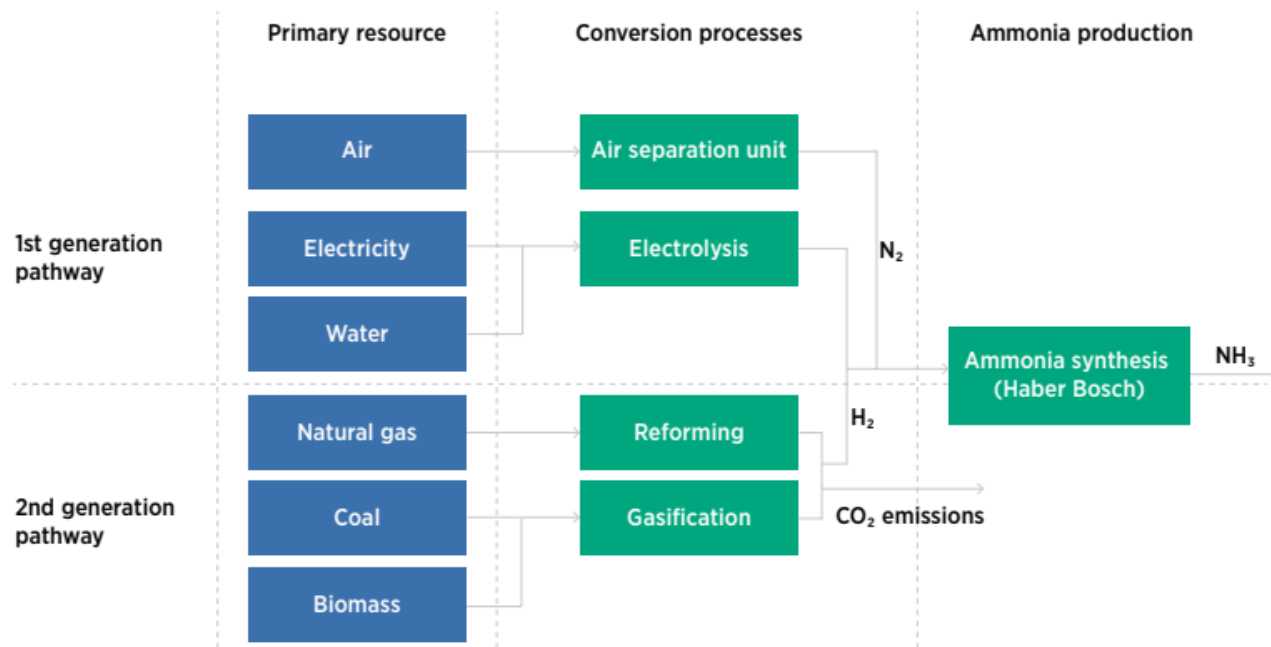 Primary resource
Conversion processes
Ammonia production
Air
Air separation unit
1st generation
pathway
Electricity
Electrolysis
N₂
Water
Ammonia synthesis
(Haber Bosch)
NH₃
Natural gas
Reforming
H₂
2nd generation
pathway
Coal
Gasification
CO₂ emissions
Biomass